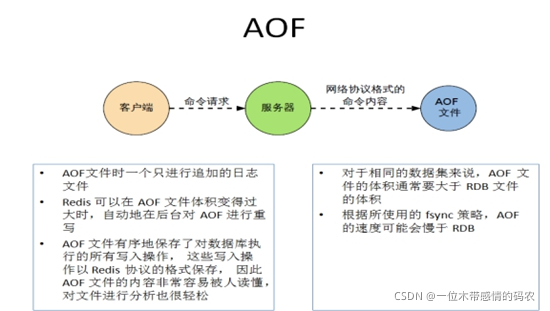 AOF
客户端
命令请求
服务器
网络协议格式的
命令内容
AOF
文件
• AOF文件时一个只进行追加的日志
文件
• Redis 可以在 AOF 文件体积变得过
大时，自动地在后台对 AOF 进行重
写
• AOF 文件有序地保存了对数据库执
行的所有写入操作， 这些写入操
作以 Redis 协议的格式保存， 因此
AOF 文件的内容非常容易被人读懂，
对文件进行分析也很轻松
• 对于相同的数据集来说，AOF 文
件的体积通常要大于 RDB 文件
的体积
• 根据所使用的 fsync 策略，AOF
的速度可能会慢于 RDB
CSDN @一位木带感情的码农